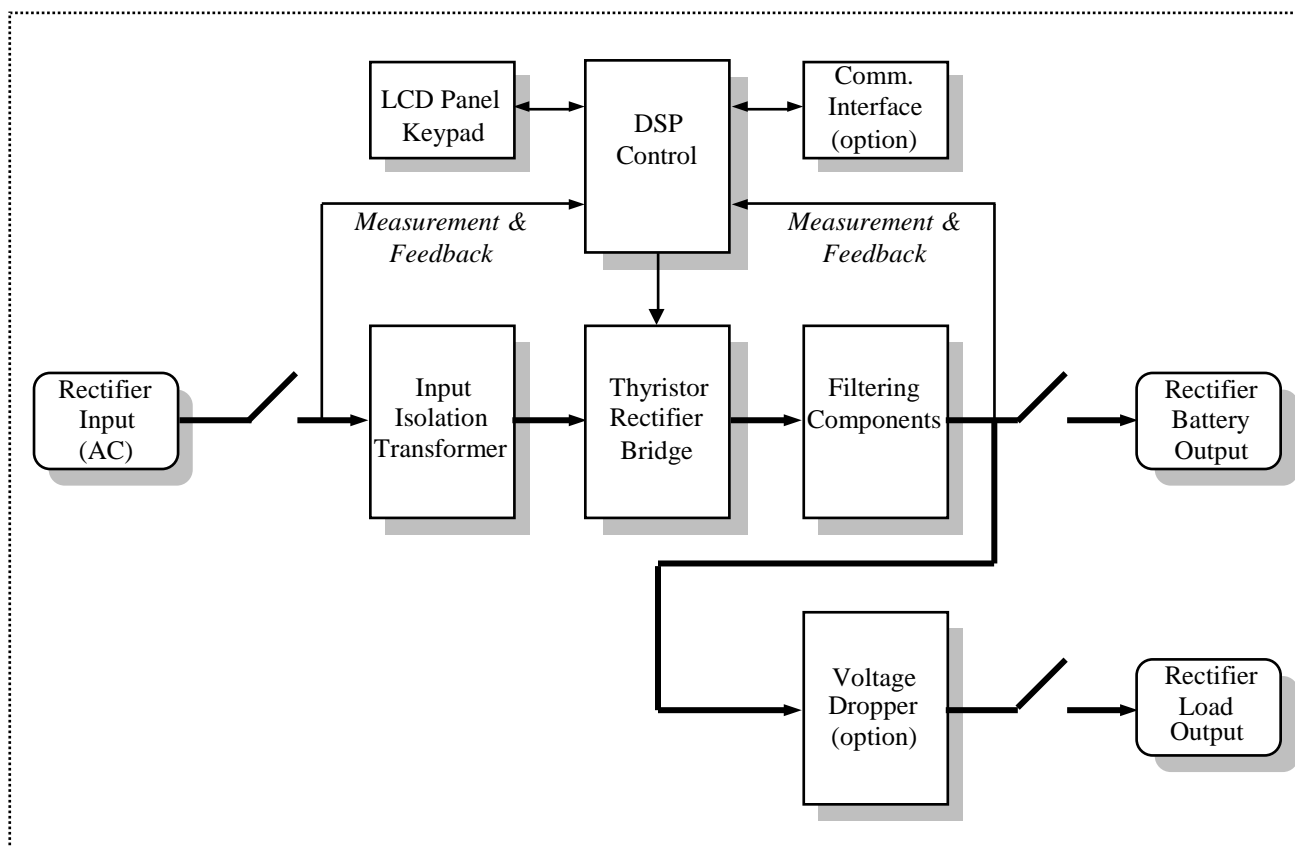 LCD Panel
Keypad
DSP
Control
Comm.
Interface
(option)
Measurement &
Feedback
Measurement &
Feedback
Rectifier
Input
(AC)
Input
Isolation
Transformer
Thyristor
Rectifier
Bridge
Filtering
Components
Rectifier
Battery
Output
Voltage
Dropper
(option)
Rectifier
Load
Output